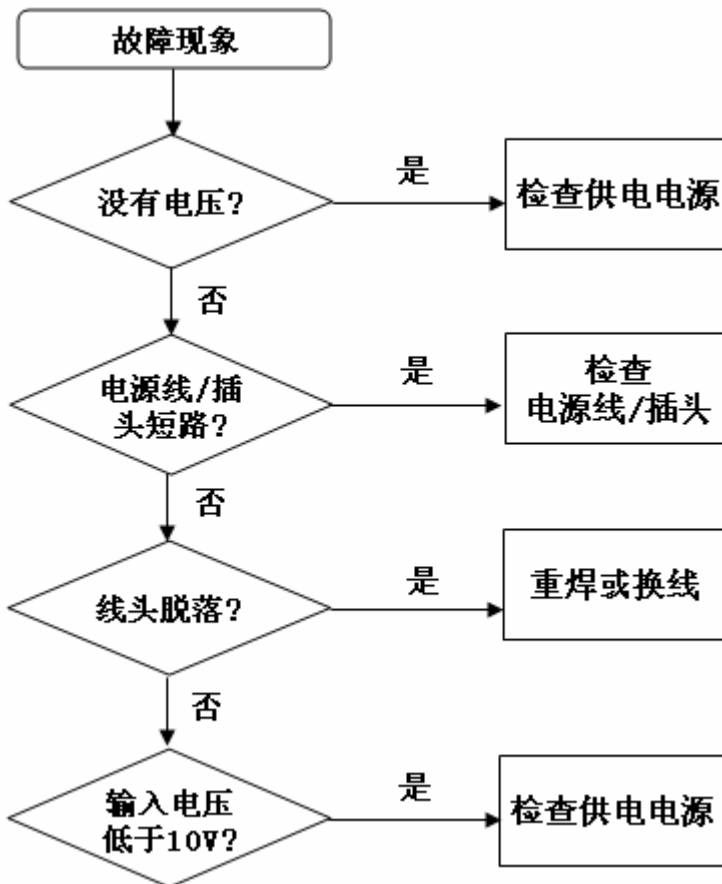 故障现象
没有电压?
是
检查供电电源
否
电源线/插
头短路?
是
检查
电源线/插头
否
线头脱落?
是
重焊或换线
否
输入电压
低于10V?
是
检查供电电源